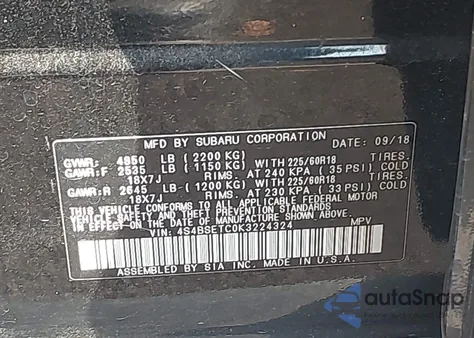 MFD BY SUBARU CORPORATION DATE: 09/18
GVWR: 4850 LB (2200 KG)
GAWR:F 2535 LB (1150 KG) WITH 225/60R18 TIRES,
18X7J RIMS, AT 240 KPA (35 PSI) COLD
GAWR:R 2645 LB (1200 KG) WITH 225/60R18 TIRES,
18X7J RIMS, AT 230 KPA (33 PSI) COLD
THIS VEHICLE CONFORMS TO ALL APPLICABLE FEDERAL MOTOR
VEHICLE SAFETY AND BUMPER STANDARDS IN EFFECT ON THE
DATE OF MANUFACTURE SHOWN ABOVE.
VIN: 4S4BSETC0K3224324 MPV
ASSEMBLED BY SIA INC. MADE IN U.S.A.
autoSnap